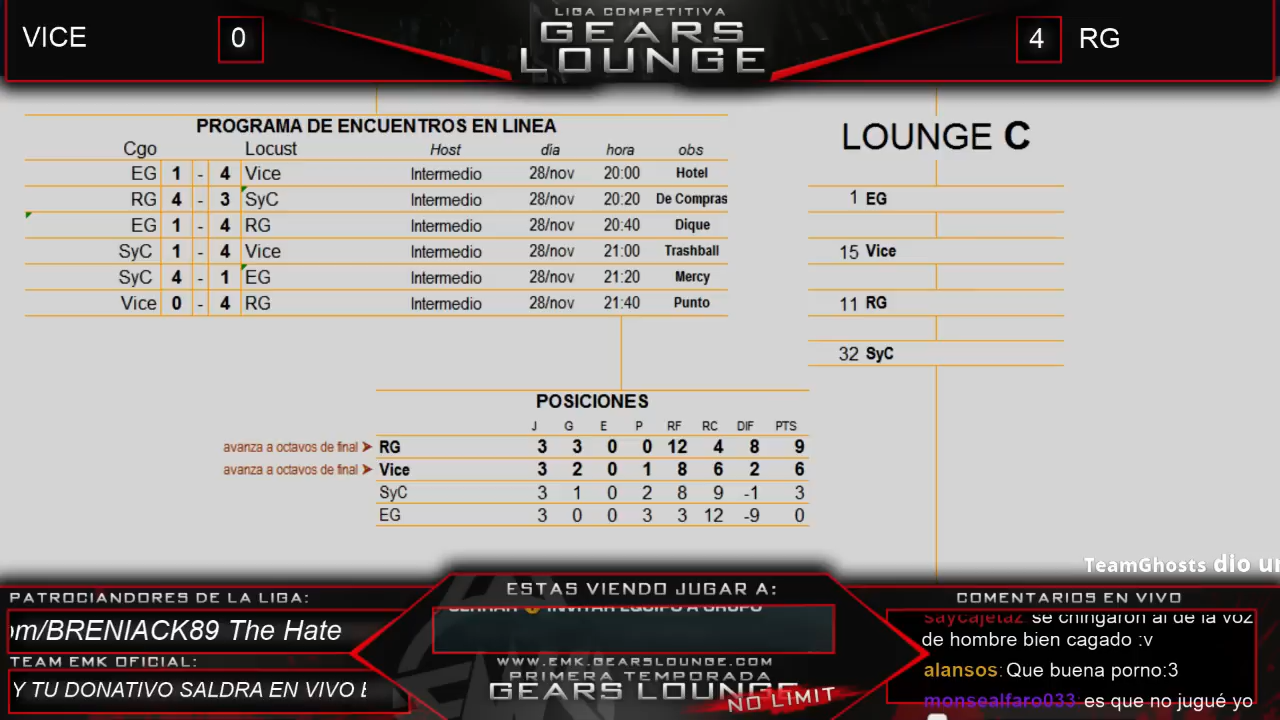 VICE 0 LIGA COMPETITIVA 4 RG
GEARS
LOUNGE
PROGRAMA DE ENCUENTROS EN LINEA
Cgo Locust Host día hora obs
EG 1 - 4 Vice Intermedio 28/nov 20:00 Hotel
RG 4 - 3 SyC Intermedio 28/nov 20:20 De Compras
EG 1 - 4 RG Intermedio 28/nov 20:40 Dique
SyC 1 - 4 Vice Intermedio 28/nov 21:00 Trashball
SyC 4 - 1 EG Intermedio 28/nov 21:20 Mercy
Vice 0 - 4 RG Intermedio 28/nov 21:40 Punto
LOUNGE C
1 EG
15 Vice
11 RG
32 SyC
POSICIONES
J G E P RF RC DIF PTS
avanza a octavos de final RG 3 3 0 0 12 4 8 9
avanza a octavos de final Vice 3 2 0 1 8 6 2 6
SyC 3 1 0 2 8 9 -1 3
EG 3 0 0 3 3 12 -9 0
TeamGhosts dio un
PATROCIANDORES DE LA LIGA:
om/BRENIACK89 The Hate
TEAM EMK OFICIAL:
Y TU DONATIVO SALDRA EN VIVO E
ESTAS VIENDO JUGAR A:
CERRAR INVITAR EQUIPO A GRUPO
WWW.EMK.GEARSLOUNGE.COM
PRIMERA TEMPORADA
GEARS LOUNGE
NO LIMIT
COMENTARIOS EN VIVO
saycajeta2 se chingaron al de la voz
de hombre bien cagado :v
alansos: Que buena porno:3
monsealfaro033: es que no jugué yo